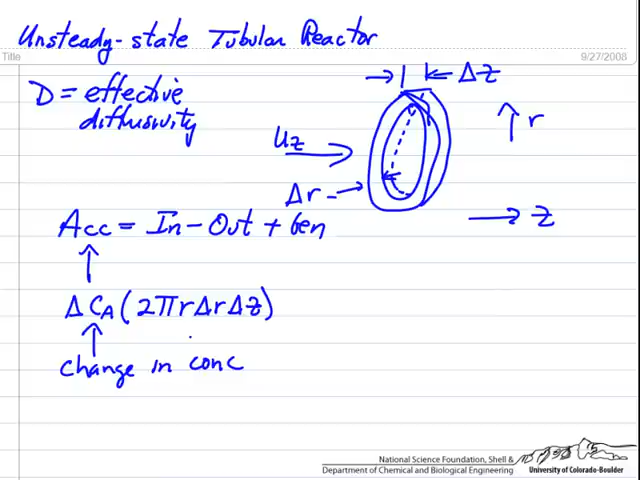 Unsteady-state Tubular Reactor
Title
9/27/2008
D = effective
diffusivity
Δz
r
uz
Δr
z
Acc = In - Out + Gen
Δ CA (2πrΔrΔz)
change in conc
National Science Foundation, Shell &
Department of Chemical and Biological Engineering
University of Colorado-Boulder